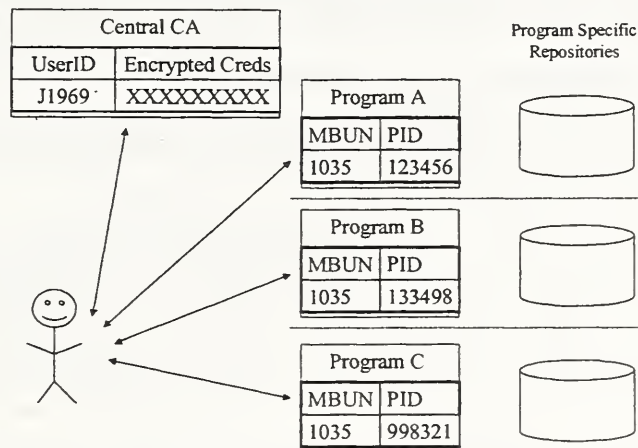 Central CA
UserID Encrypted Creds
J1969 XXXXXXXXX
Program Specific
Repositories
Program A
MBUN PID
1035 123456
Program B
MBUN PID
1035 133498
Program C
MBUN PID
1035 998321